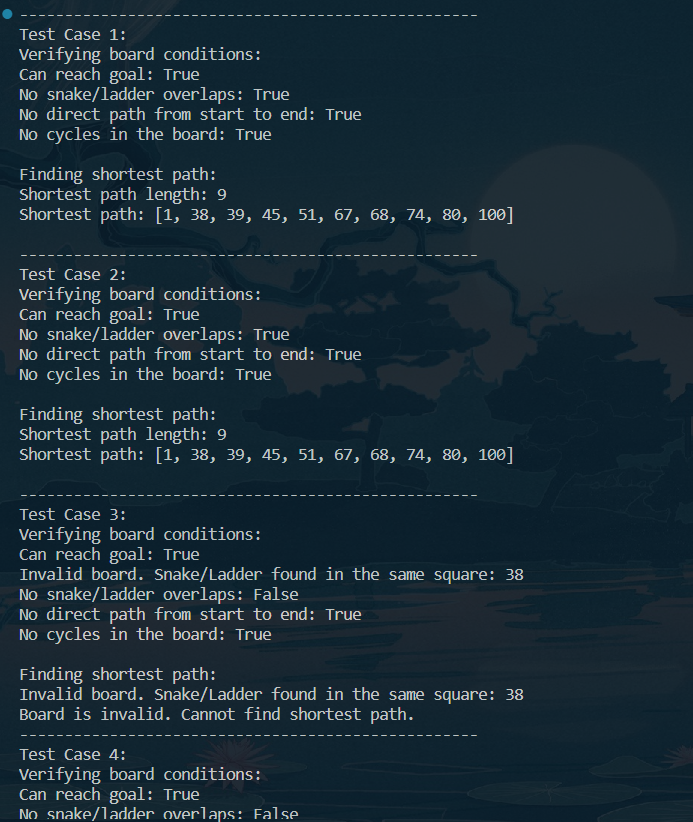 --------------------------------------------------
Test Case 1:
Verifying board conditions:
Can reach goal: True
No snake/ladder overlaps: True
No direct path from start to end: True
No cycles in the board: True
Finding shortest path:
Shortest path length: 9
Shortest path: [1, 38, 39, 45, 51, 67, 68, 74, 80, 100]
--------------------------------------------------
Test Case 2:
Verifying board conditions:
Can reach goal: True
No snake/ladder overlaps: True
No direct path from start to end: True
No cycles in the board: True
Finding shortest path:
Shortest path length: 9
Shortest path: [1, 38, 39, 45, 51, 67, 68, 74, 80, 100]
--------------------------------------------------
Test Case 3:
Verifying board conditions:
Can reach goal: True
Invalid board. Snake/Ladder found in the same square: 38
No snake/ladder overlaps: False
No direct path from start to end: True
No cycles in the board: True
Finding shortest path:
Invalid board. Snake/Ladder found in the same square: 38
Board is invalid. Cannot find shortest path.
--------------------------------------------------
Test Case 4:
Verifying board conditions:
Can reach goal: True
No snake/ladder overlaps: False